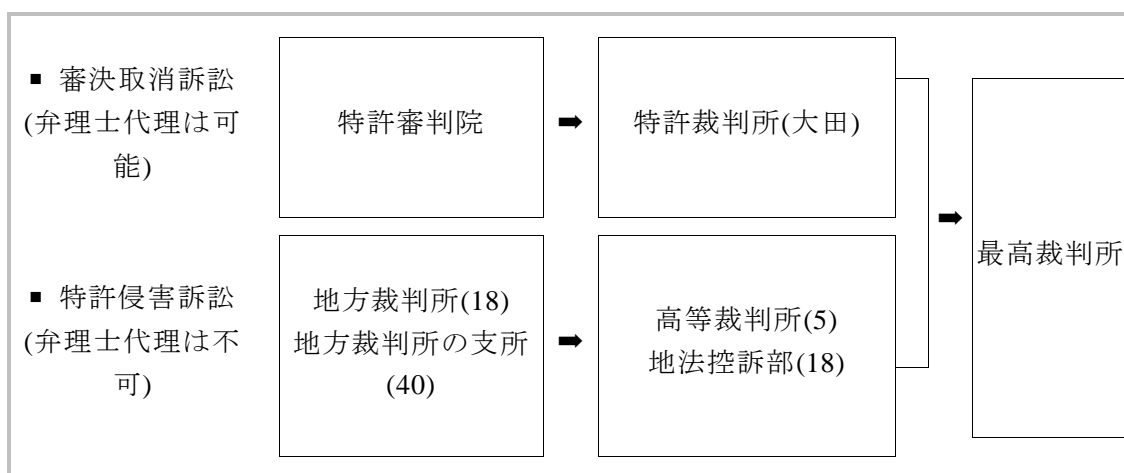 ■ 審決取消訴訟
(弁理士代理は可
能)
特許審判院
➡
特許裁判所(大田)
➡
最高裁判所
■ 特許侵害訴訟
(弁理士代理は不
可)
地方裁判所(18)
地方裁判所の支所
(40)
➡
高等裁判所(5)
地法控訴部(18)